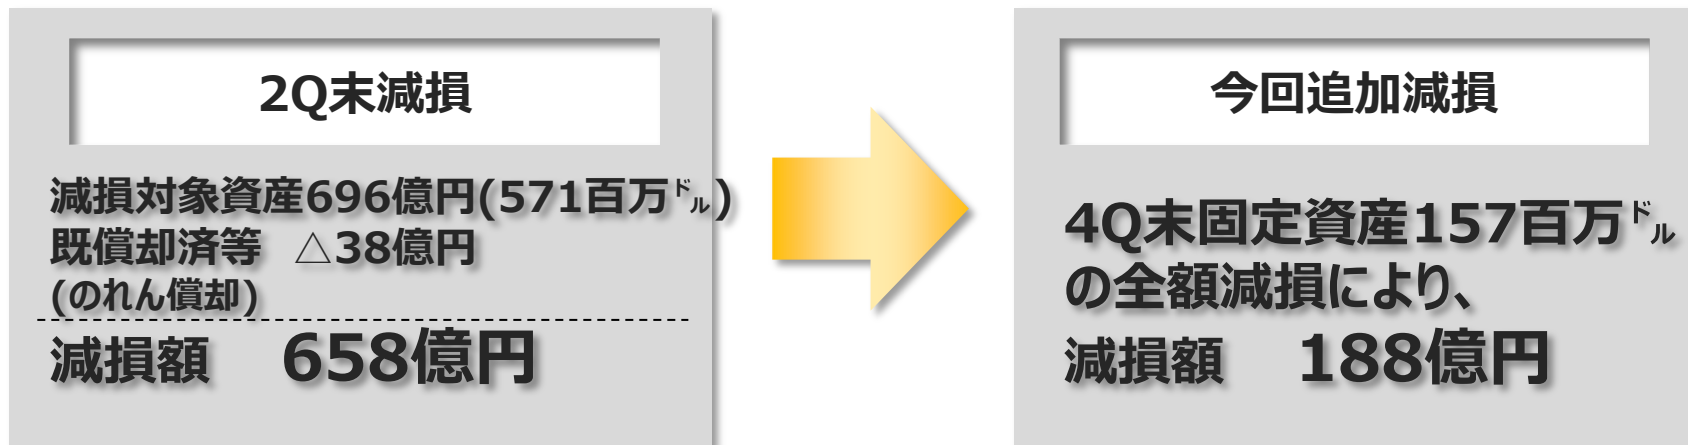 2Q末減損
減損対象資産696億円(571百万㌦)
既償却済等 △38億円
(のれん償却)
減損額 658億円
今回追加減損
4Q末固定資産157百万㌦
の全額減損により、
減損額 188億円